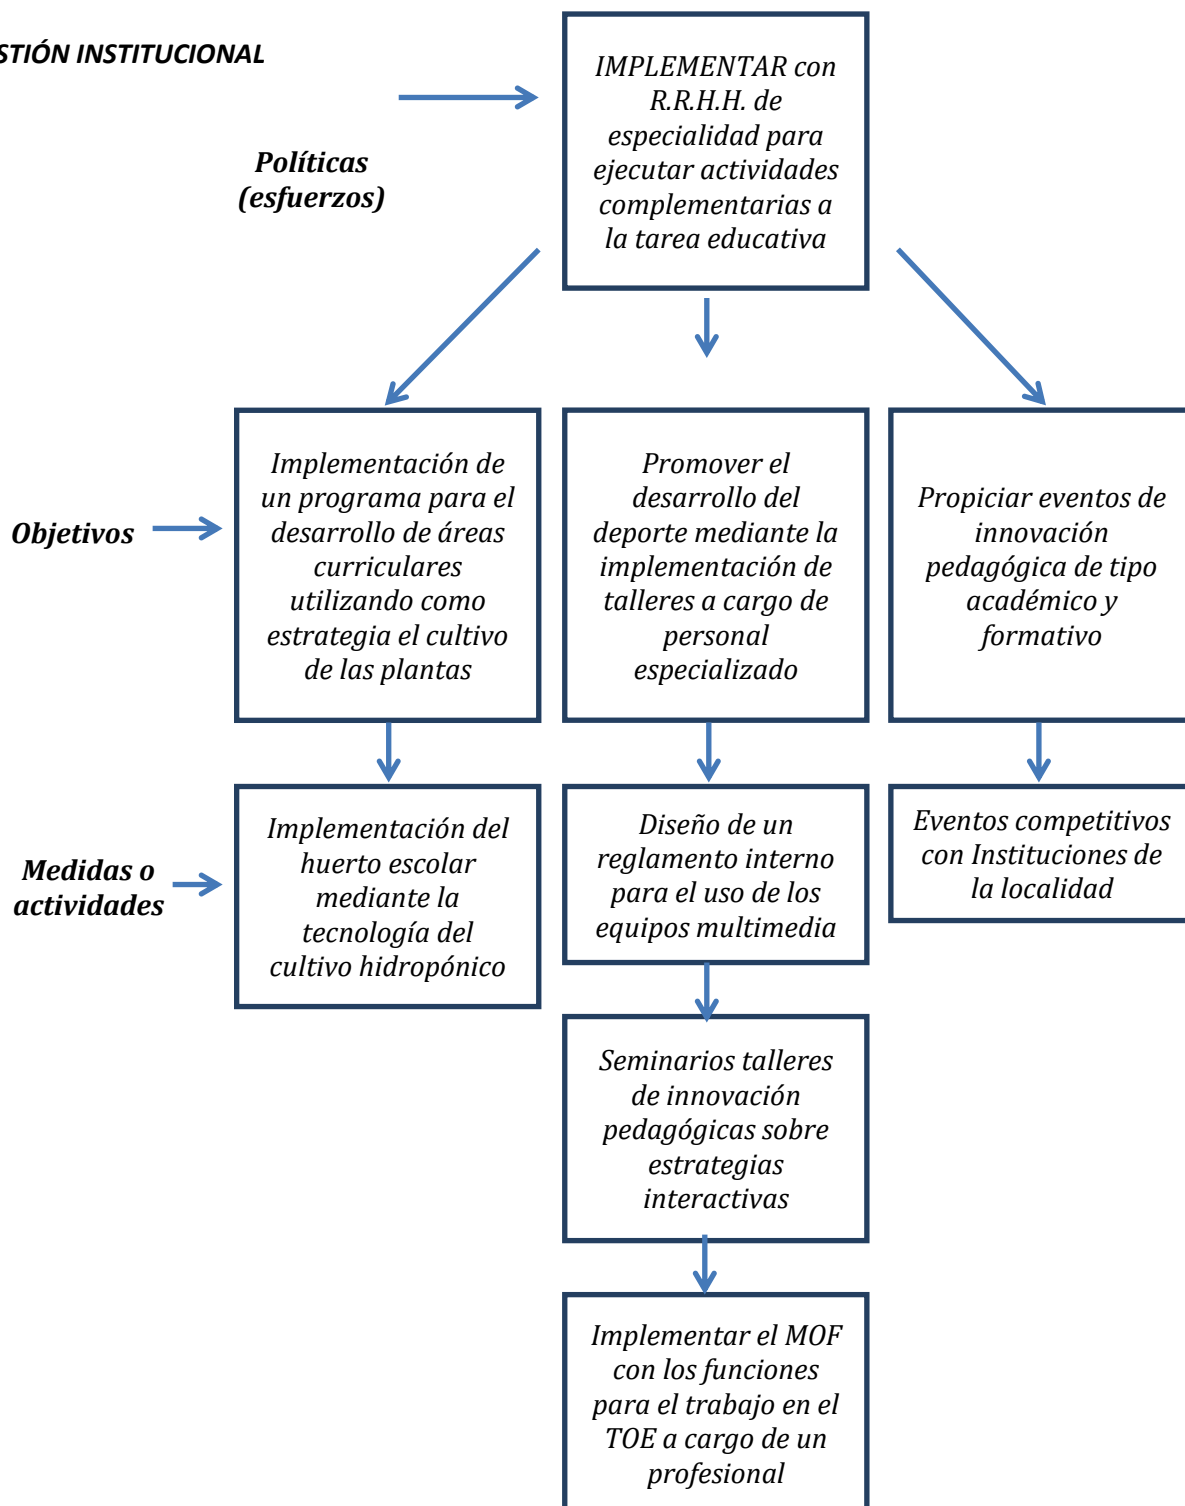 STIÓN INSTITUCIONAL
IMPLEMENTAR con
R.R.H.H. de
especialidad para
ejecutar actividades
complementarias a
la tarea educativa
Políticas
(esfuerzos)
Objetivos
Implementación de
un programa para el
desarrollo de áreas
curriculares
utilizando como
estrategia el cultivo
de las plantas
Promover el
desarrollo del
deporte mediante la
implementación de
talleres a cargo de
personal
especializado
Propiciar eventos de
innovación
pedagógica de tipo
académico y
formativo
Medidas o
actividades
Implementación del
huerto escolar
mediante la
tecnología del
cultivo hidropónico
Diseño de un
reglamento interno
para el uso de los
equipos multimedia
Eventos competitivos
con Instituciones de
la localidad
Seminarios talleres
de innovación
pedagógicas sobre
estrategias
interactivas
Implementar el MOF
con los funciones
para el trabajo en el
TOE a cargo de un
profesional